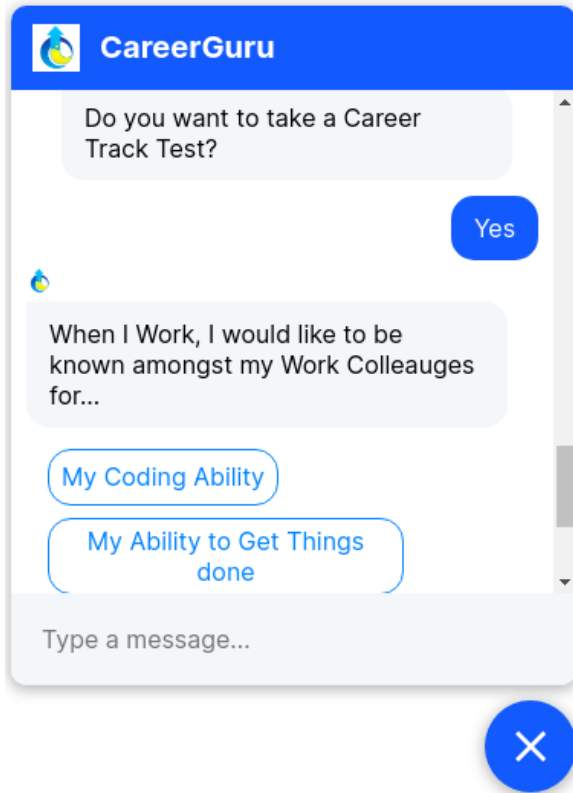 CareerGuru
Do you want to take a Career
Track Test?
Yes
When I Work, I would like to be
known amongst my Work Colleauges
for...
My Coding Ability
My Ability to Get Things
done
Type a message...